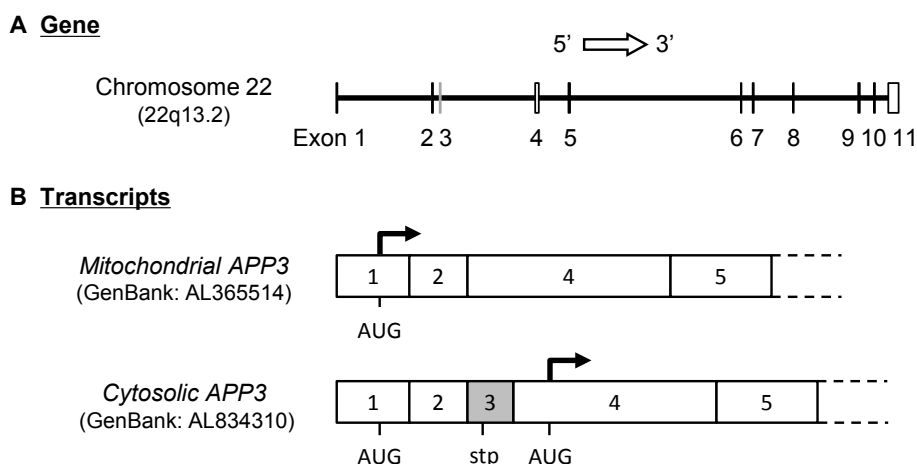 A Gene
5’ 3’
Chromosome 22
(22q13.2)
Exon 1 2 3 4 5 6 7 8 9 10 11
B Transcripts
Mitochondrial APP3
(GenBank: AL365514)
1 2 4 5
AUG
Cytosolic APP3
(GenBank: AL834310)
1 2 3 4 5
AUG stp AUG